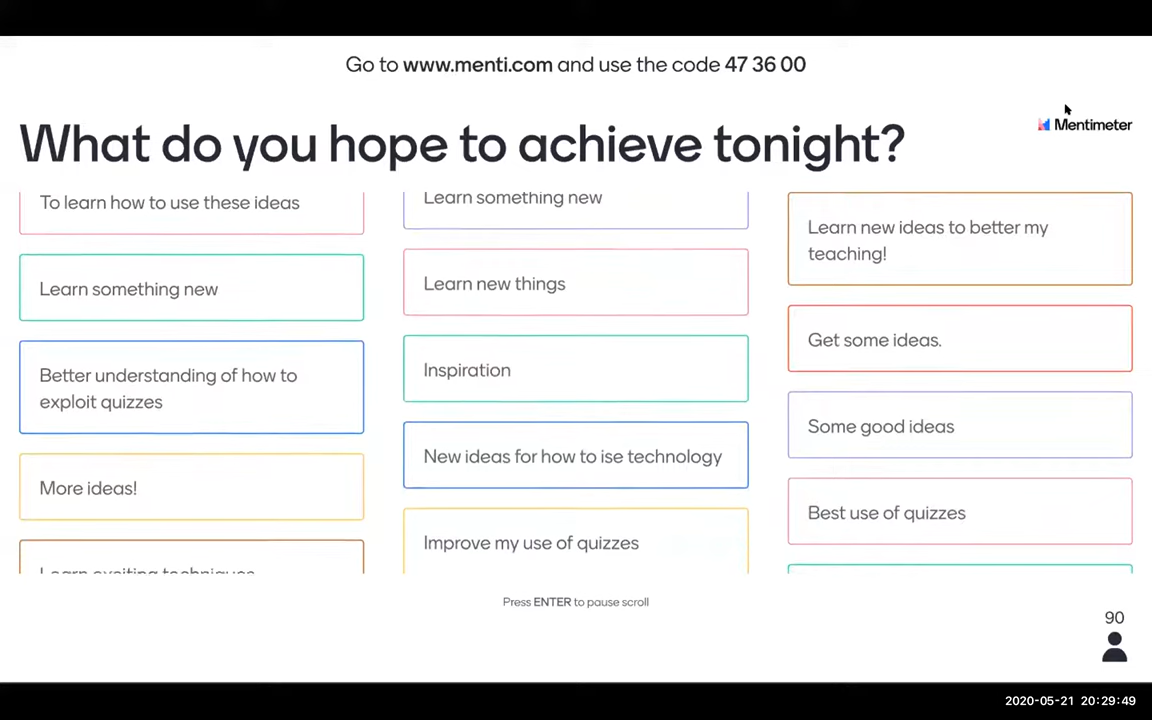 Go to www.menti.com and use the code 47 36 00
Mentimeter
What do you hope to achieve tonight?
To learn how to use these ideas
Learn something new
Better understanding of how to
exploit quizzes
More ideas!
Learn exciting techniques
Learn something new
Learn new things
Inspiration
New ideas for how to ise technology
Improve my use of quizzes
Learn new ideas to better my
teaching!
Get some ideas.
Some good ideas
Best use of quizzes
Press ENTER to pause scroll
90
2020-05-21 20:29:49